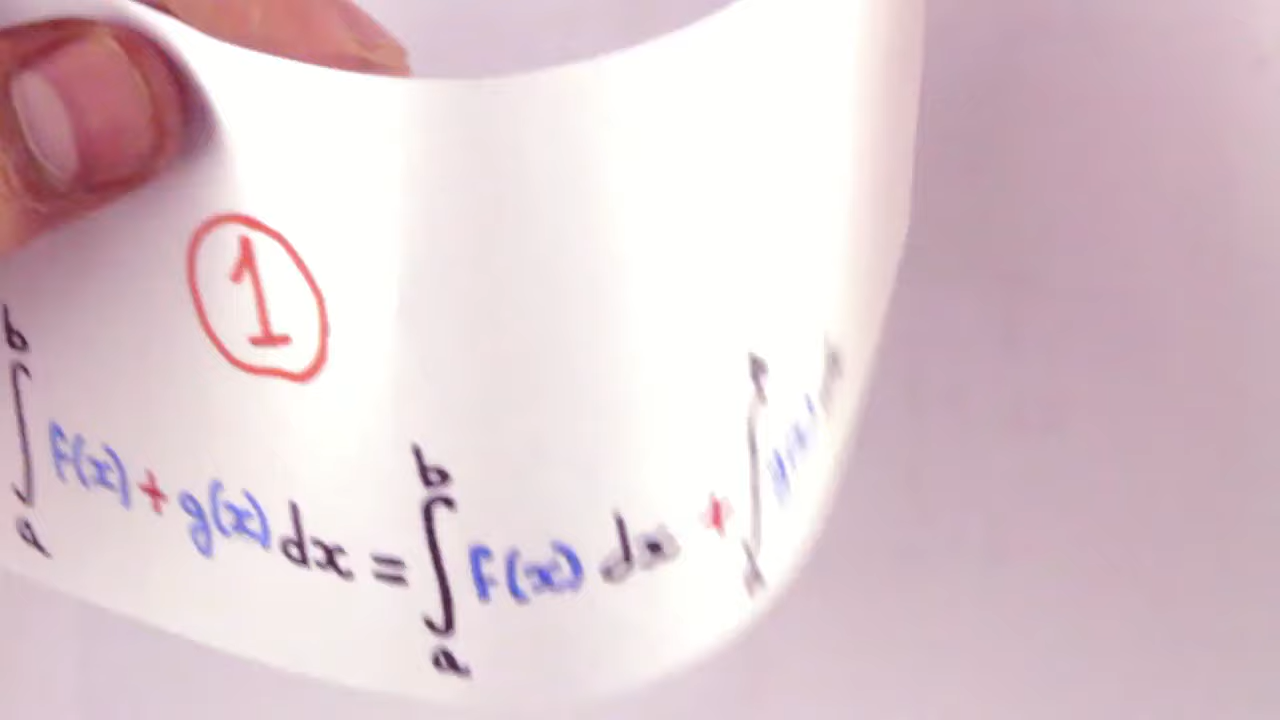 1
∫ₐᵇ f(x) + g(x) dx = ∫ₐᵇ f(x) dx + ∫